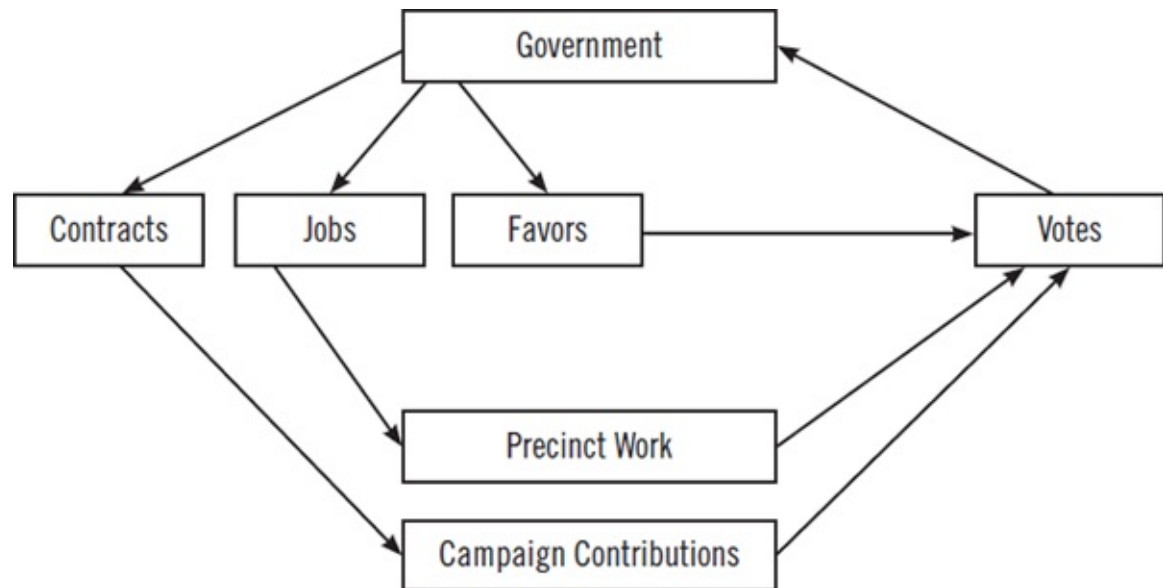 Government
Contracts
Jobs
Favors
Votes
Precinct Work
Campaign Contributions